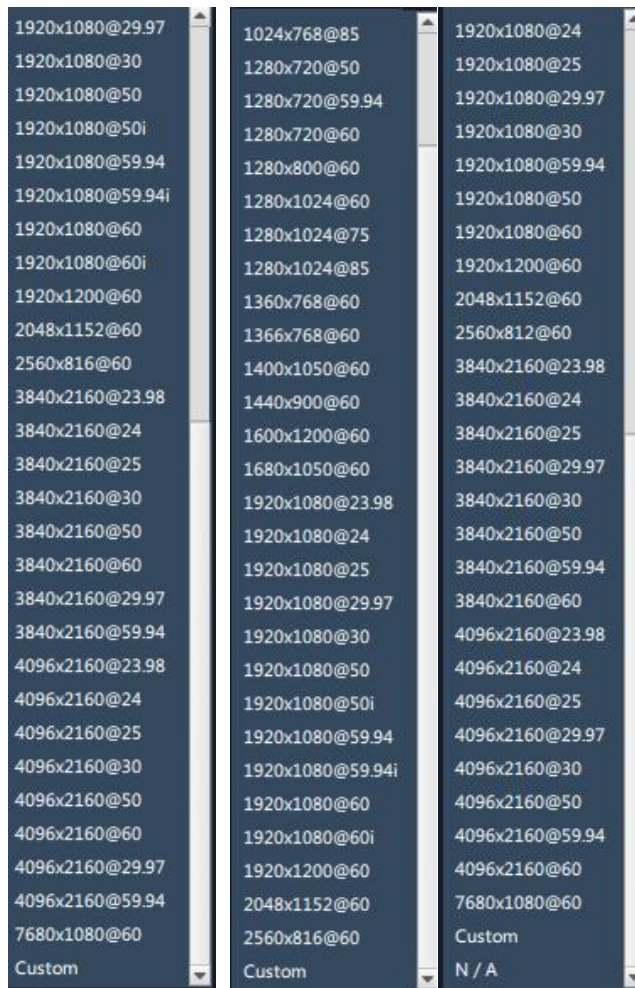 1920x1080@29.97
1920x1080@30
1920x1080@50
1920x1080@50i
1920x1080@59.94
1920x1080@59.94i
1920x1080@60
1920x1080@60i
1920x1200@60
2048x1152@60
2560x816@60
3840x2160@23.98
3840x2160@24
3840x2160@25
3840x2160@30
3840x2160@50
3840x2160@60
3840x2160@29.97
3840x2160@59.94
4096x2160@23.98
4096x2160@24
4096x2160@25
4096x2160@30
4096x2160@50
4096x2160@60
4096x2160@29.97
4096x2160@59.94
7680x1080@60
Custom
1024x768@85
1280x720@50
1280x720@59.94
1280x720@60
1280x800@60
1280x1024@60
1280x1024@75
1280x1024@85
1360x768@60
1366x768@60
1400x1050@60
1440x900@60
1600x1200@60
1680x1050@60
1920x1080@23.98
1920x1080@24
1920x1080@25
1920x1080@29.97
1920x1080@30
1920x1080@50
1920x1080@50i
1920x1080@59.94
1920x1080@59.94i
1920x1080@60
1920x1080@60i
1920x1200@60
2048x1152@60
2560x816@60
Custom
1920x1080@24
1920x1080@25
1920x1080@29.97
1920x1080@30
1920x1080@59.94
1920x1080@50
1920x1080@60
1920x1200@60
2048x1152@60
2560x812@60
3840x2160@23.98
3840x2160@24
3840x2160@25
3840x2160@29.97
3840x2160@30
3840x2160@50
3840x2160@59.94
3840x2160@60
4096x2160@23.98
4096x2160@24
4096x2160@25
4096x2160@29.97
4096x2160@30
4096x2160@50
4096x2160@59.94
4096x2160@60
7680x1080@60
Custom
N / A